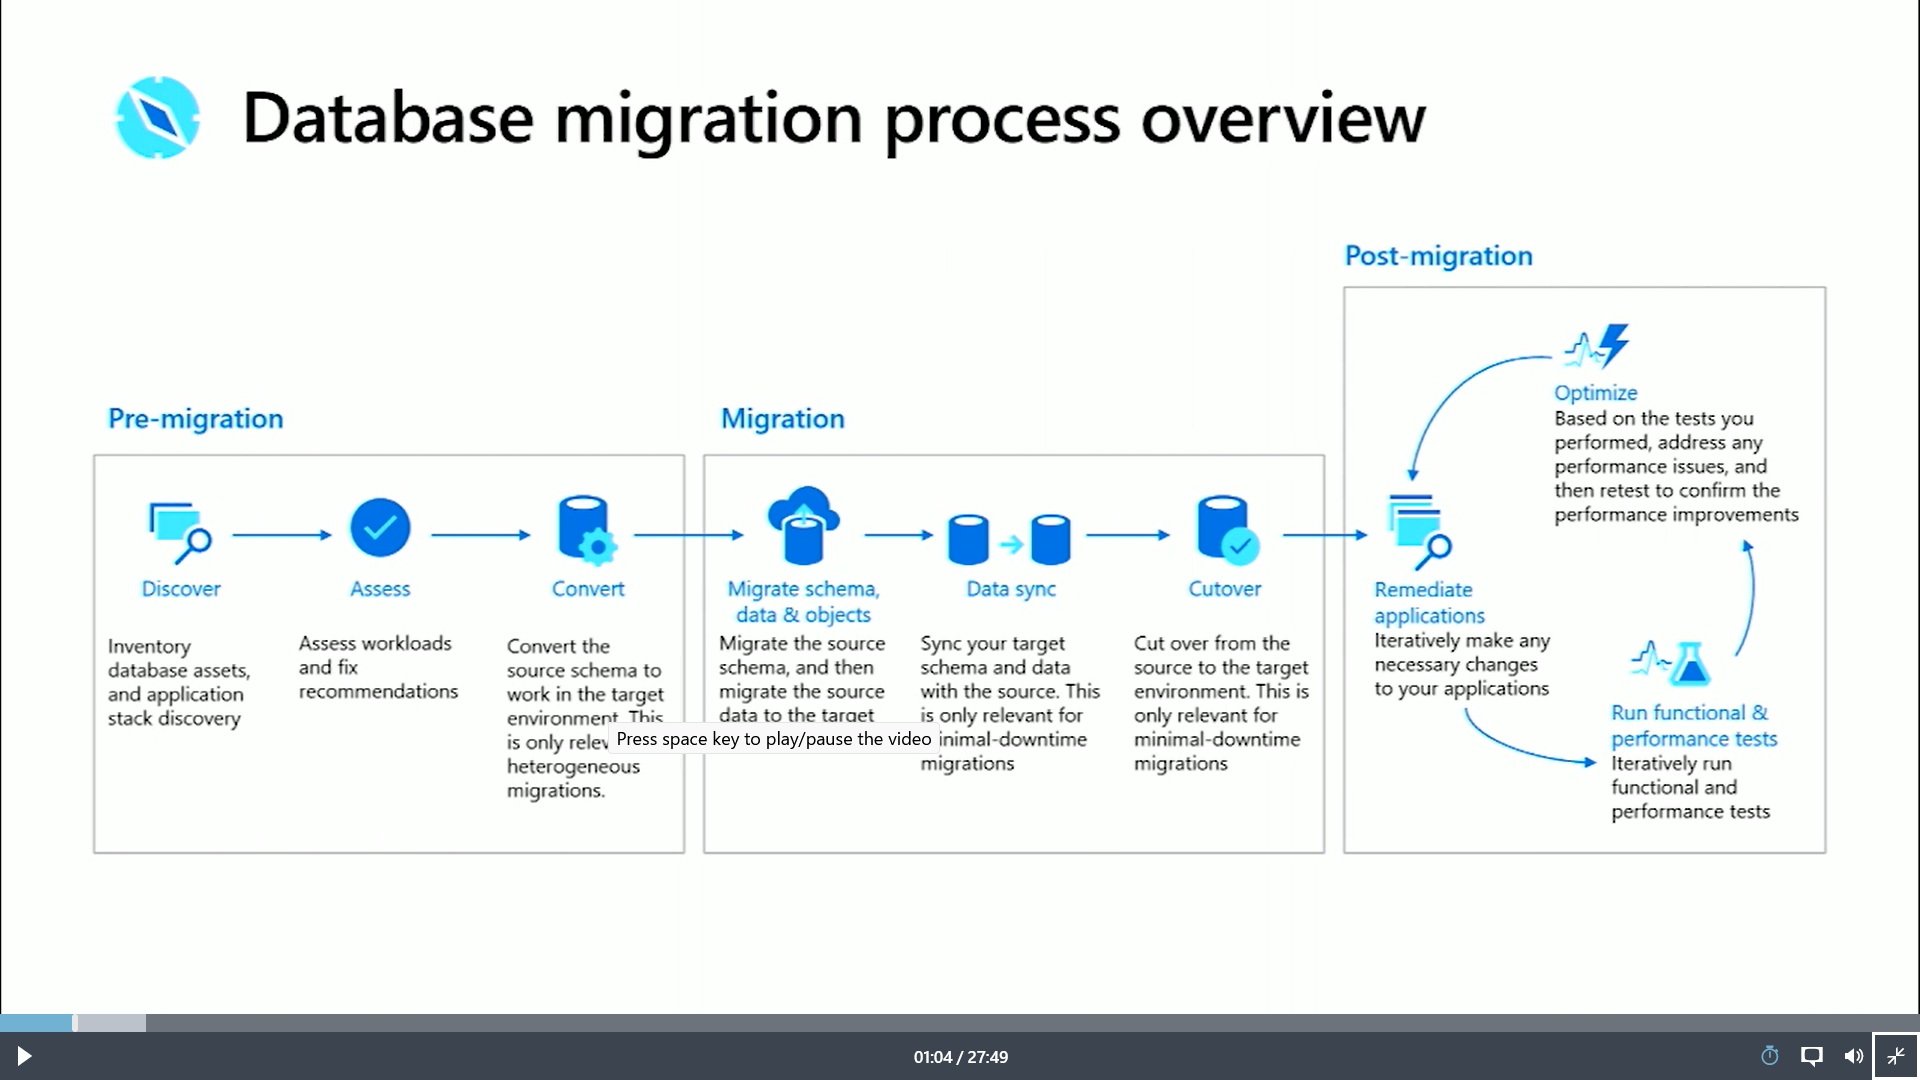 Database migration process overview
Pre-migration
Discover
Inventory
database assets,
and application
stack discovery
Assess
Assess workloads
and fix
recommendations
Convert
Convert the
source schema to
work in the target
environment. This
is only
heterogeneous
migrations.
Migration
Migrate schema,
data & objects
Migrate the source
schema, and then
migrate the source
data to the target
Data sync
Sync your target
schema and data
with the source. This
is only relevant for
minimal-downtime
migrations
Cutover
Cut over from the
source to the target
environment. This is
only relevant for
minimal-downtime
migrations
Post-migration
Optimize
Based on the tests you
performed, address any
performance issues, and
then retest to confirm the
performance improvements
Remediate
applications
Iteratively make any
necessary changes
to your applications
Run functional &
performance tests
Iteratively run
functional and
performance tests
Press space key to play/pause the video
01:04 / 27:49